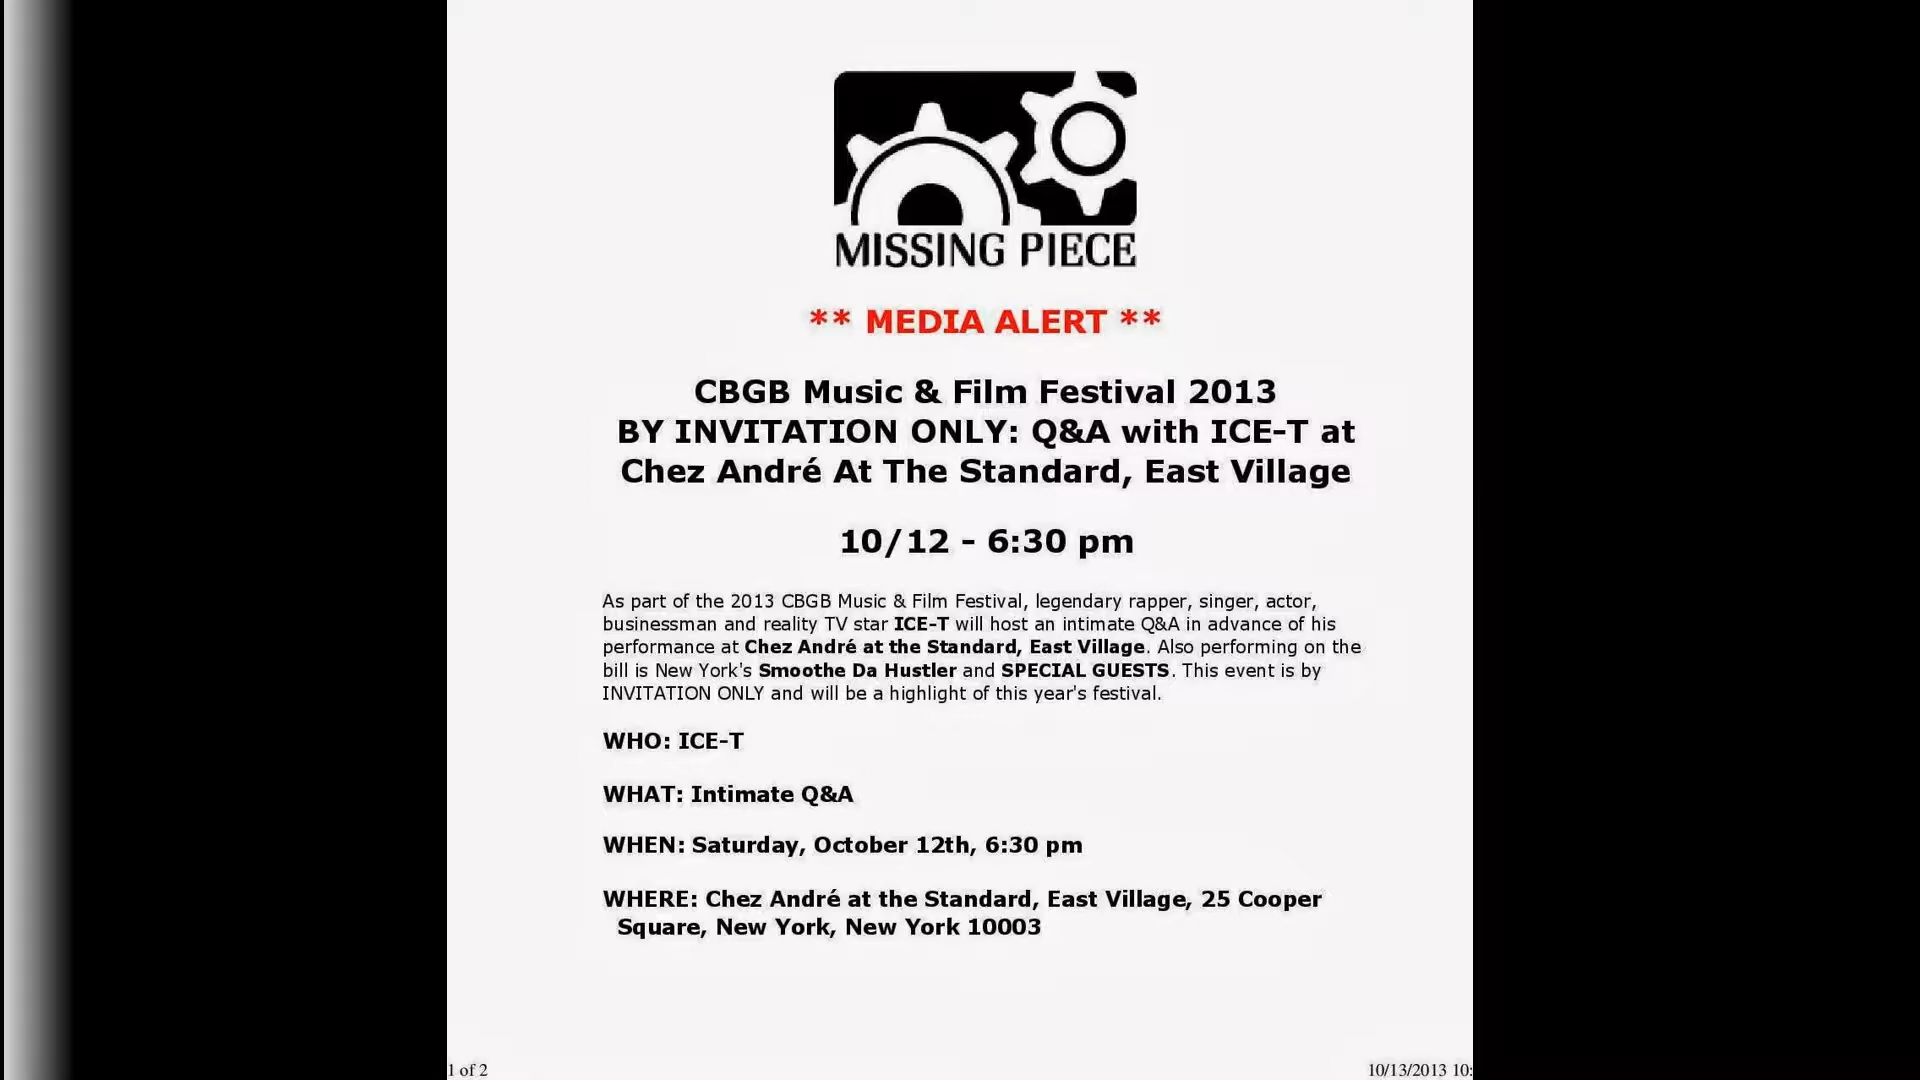 MISSING PIECE
** MEDIA ALERT **
CBGB Music & Film Festival 2013
BY INVITATION ONLY: Q&A with ICE-T at
Chez André At The Standard, East Village
10/12 - 6:30 pm
As part of the 2013 CBGB Music & Film Festival, legendary rapper, singer, actor,
businessman and reality TV star ICE-T will host an intimate Q&A in advance of his
performance at Chez André at the Standard, East Village. Also performing on the
bill is New York's Smoothe Da Hustler and SPECIAL GUESTS. This event is by
INVITATION ONLY and will be a highlight of this year's festival.
WHO: ICE-T
WHAT: Intimate Q&A
WHEN: Saturday, October 12th, 6:30 pm
WHERE: Chez André at the Standard, East Village, 25 Cooper
Square, New York, New York 10003
1 of 2
10/13/2013 10: